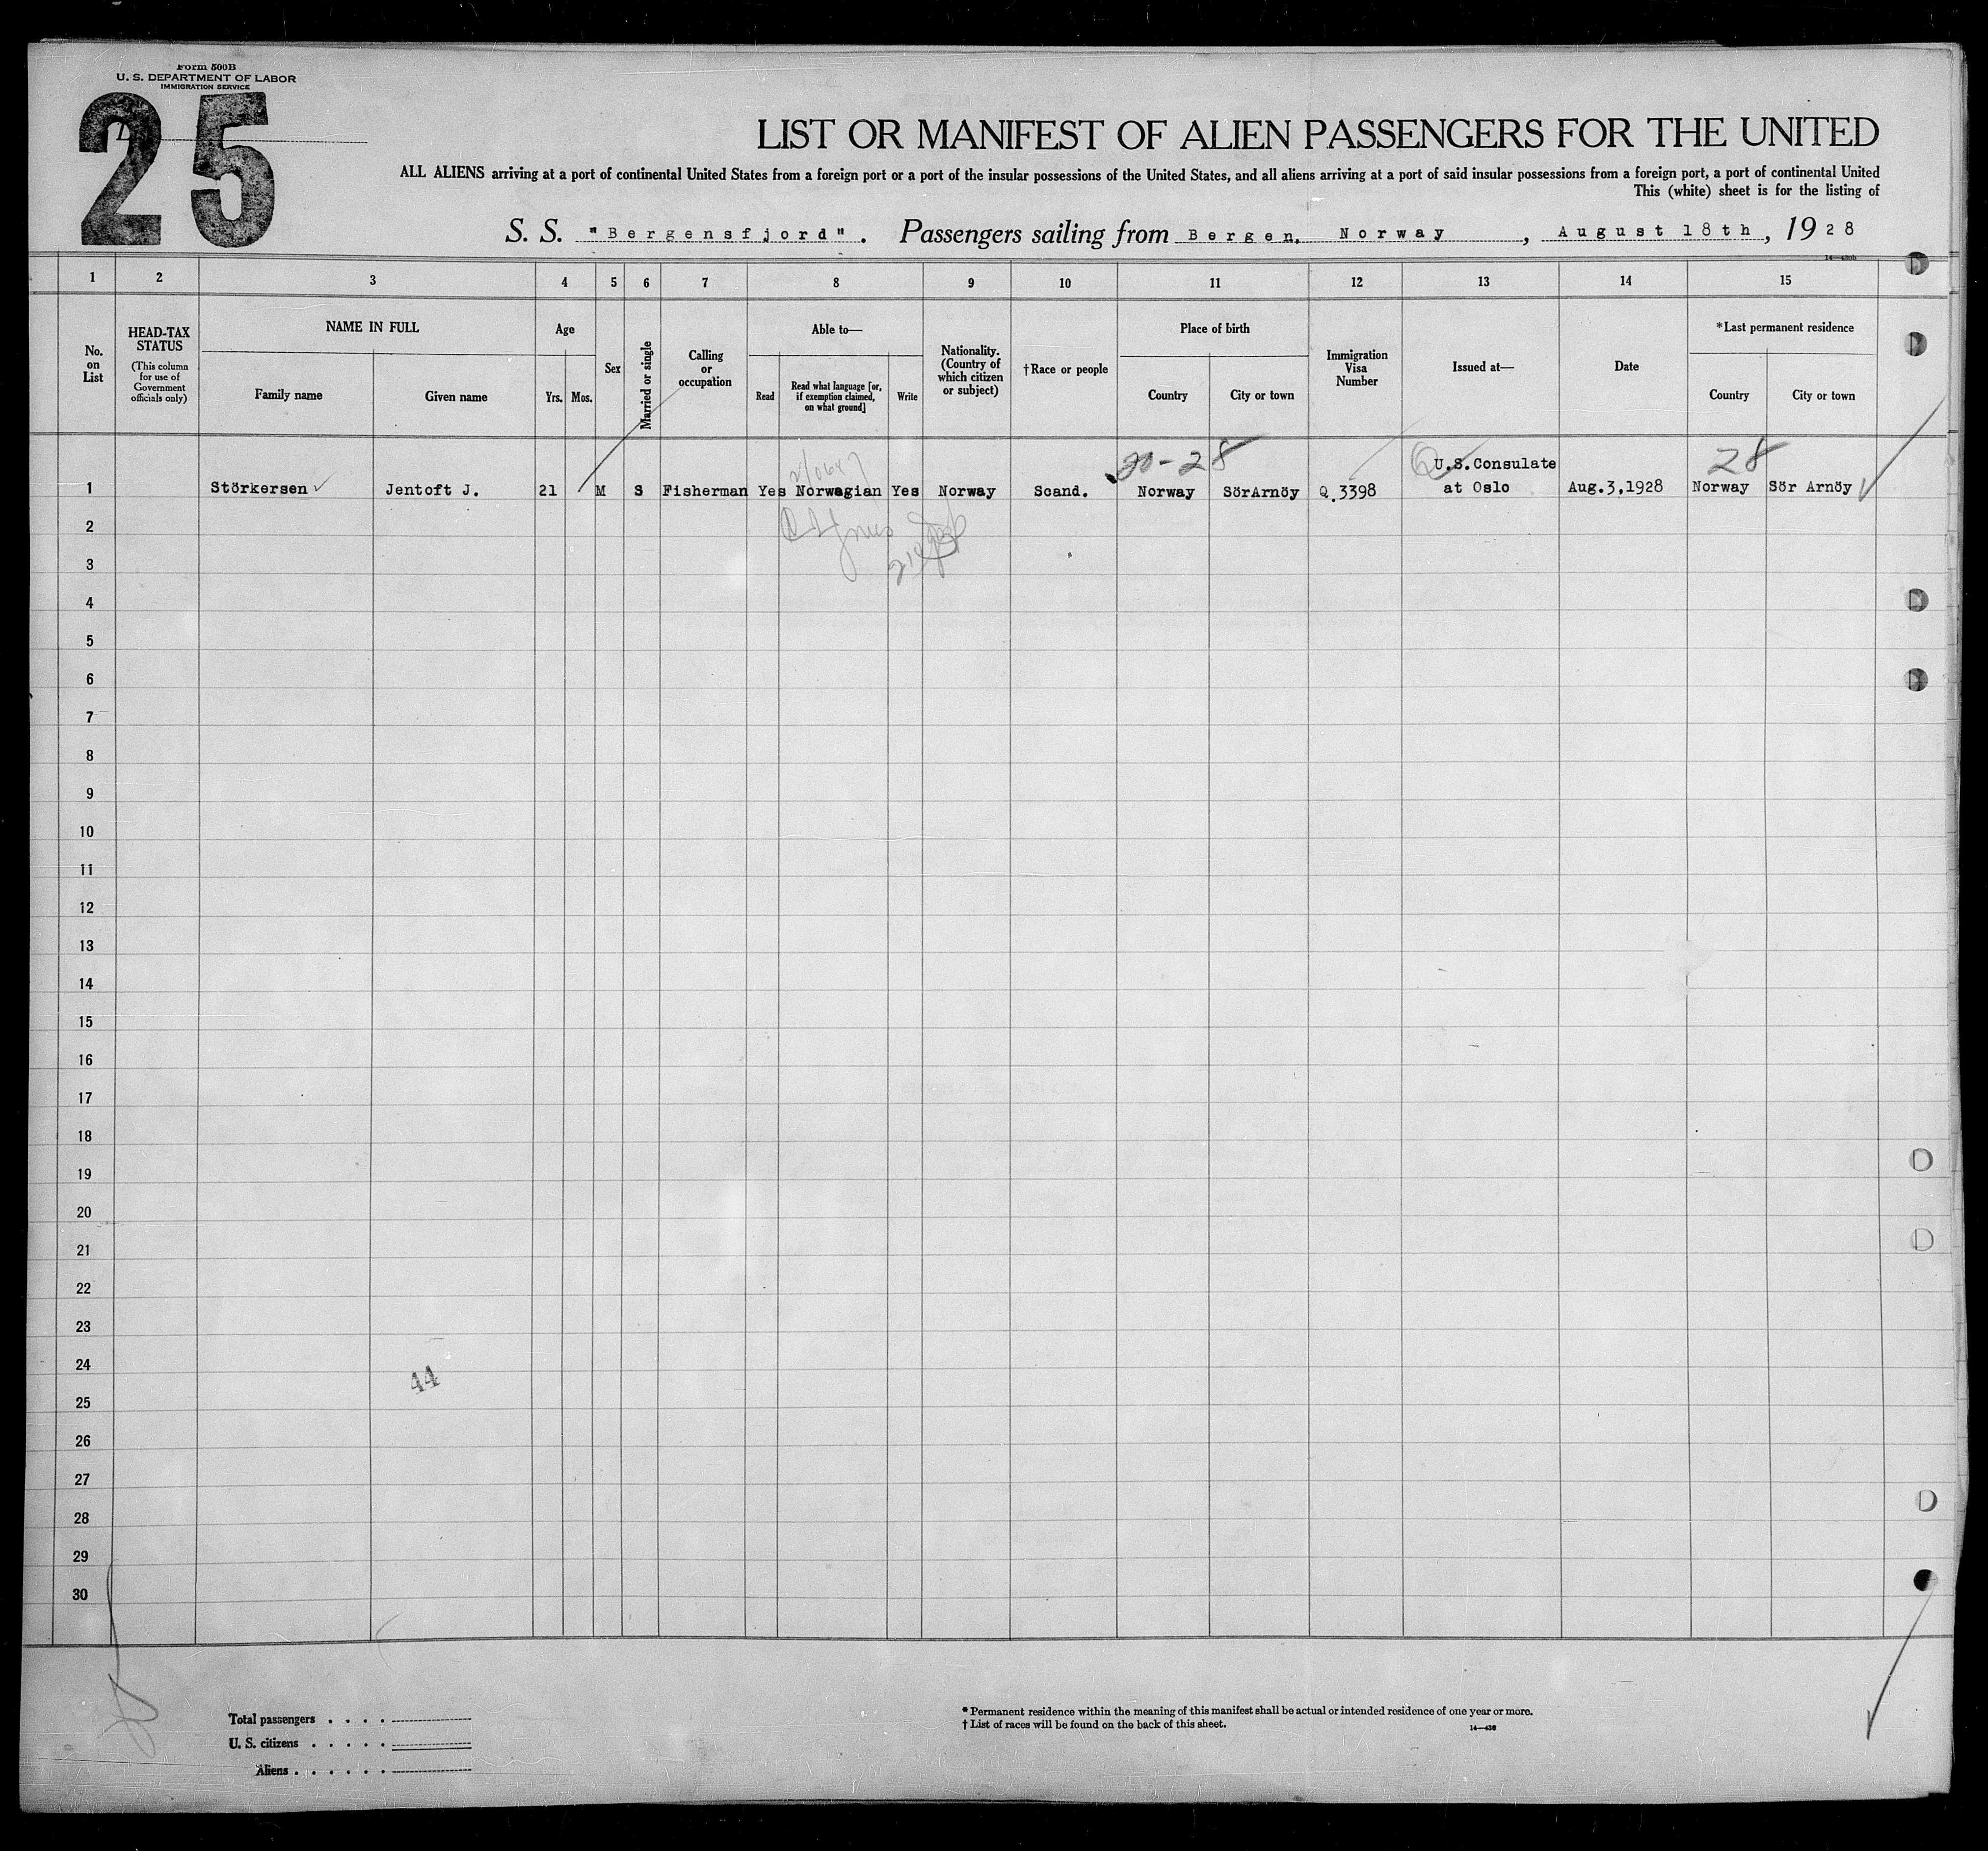 Form 500B
U. S. DEPARTMENT OF LABOR
IMMIGRATION SERVICE
25
LIST OR MANIFEST OF ALIEN PASSENGERS FOR THE UNITED
ALL ALIENS arriving at a port of continental United States from a foreign port or a port of the insular possessions of the United States, and all aliens arriving at a port of said insular possessions from a foreign port, a port of continental United
This (white) sheet is for the listing of
S. S. "Bergensfjord". Passengers sailing from Bergen, Norway, August 18th, 1928
1 2 3 4 5 6 7 8 9 10 11 12 13 14 15
No. on List
HEAD-TAX STATUS
(This column for use of Government officials only)
NAME IN FULL
Family name
Given name
Age
Yrs. Mos.
Sex
Married or single
Calling or occupation
Able to—
Read
Read what language [or, if exemption claimed, on what ground]
Write
Nationality. (Country of which citizen or subject)
†Race or people
Place of birth
Country
City or town
Immigration Visa Number
Issued at—
Date
*Last permanent residence
Country
City or town
30-28
28
1 Störkersen Jentoft J. 21 M S Fisherman Yes Norwegian Yes Norway Scand. Norway SörArnöy Q.3398 U.S.Consulate at Oslo Aug.3,1928 Norway Sör Arnöy
2
3
4
5
6
7
8
9
10
11
12
13
14
15
16
17
18
19
20
21
22
23
24
44
25
26
27
28
29
30
Total passengers . . . .
U. S. citizens . . . . .
Aliens . . . . . .
* Permanent residence within the meaning of this manifest shall be actual or intended residence of one year or more.
† List of races will be found on the back of this sheet.
14—438